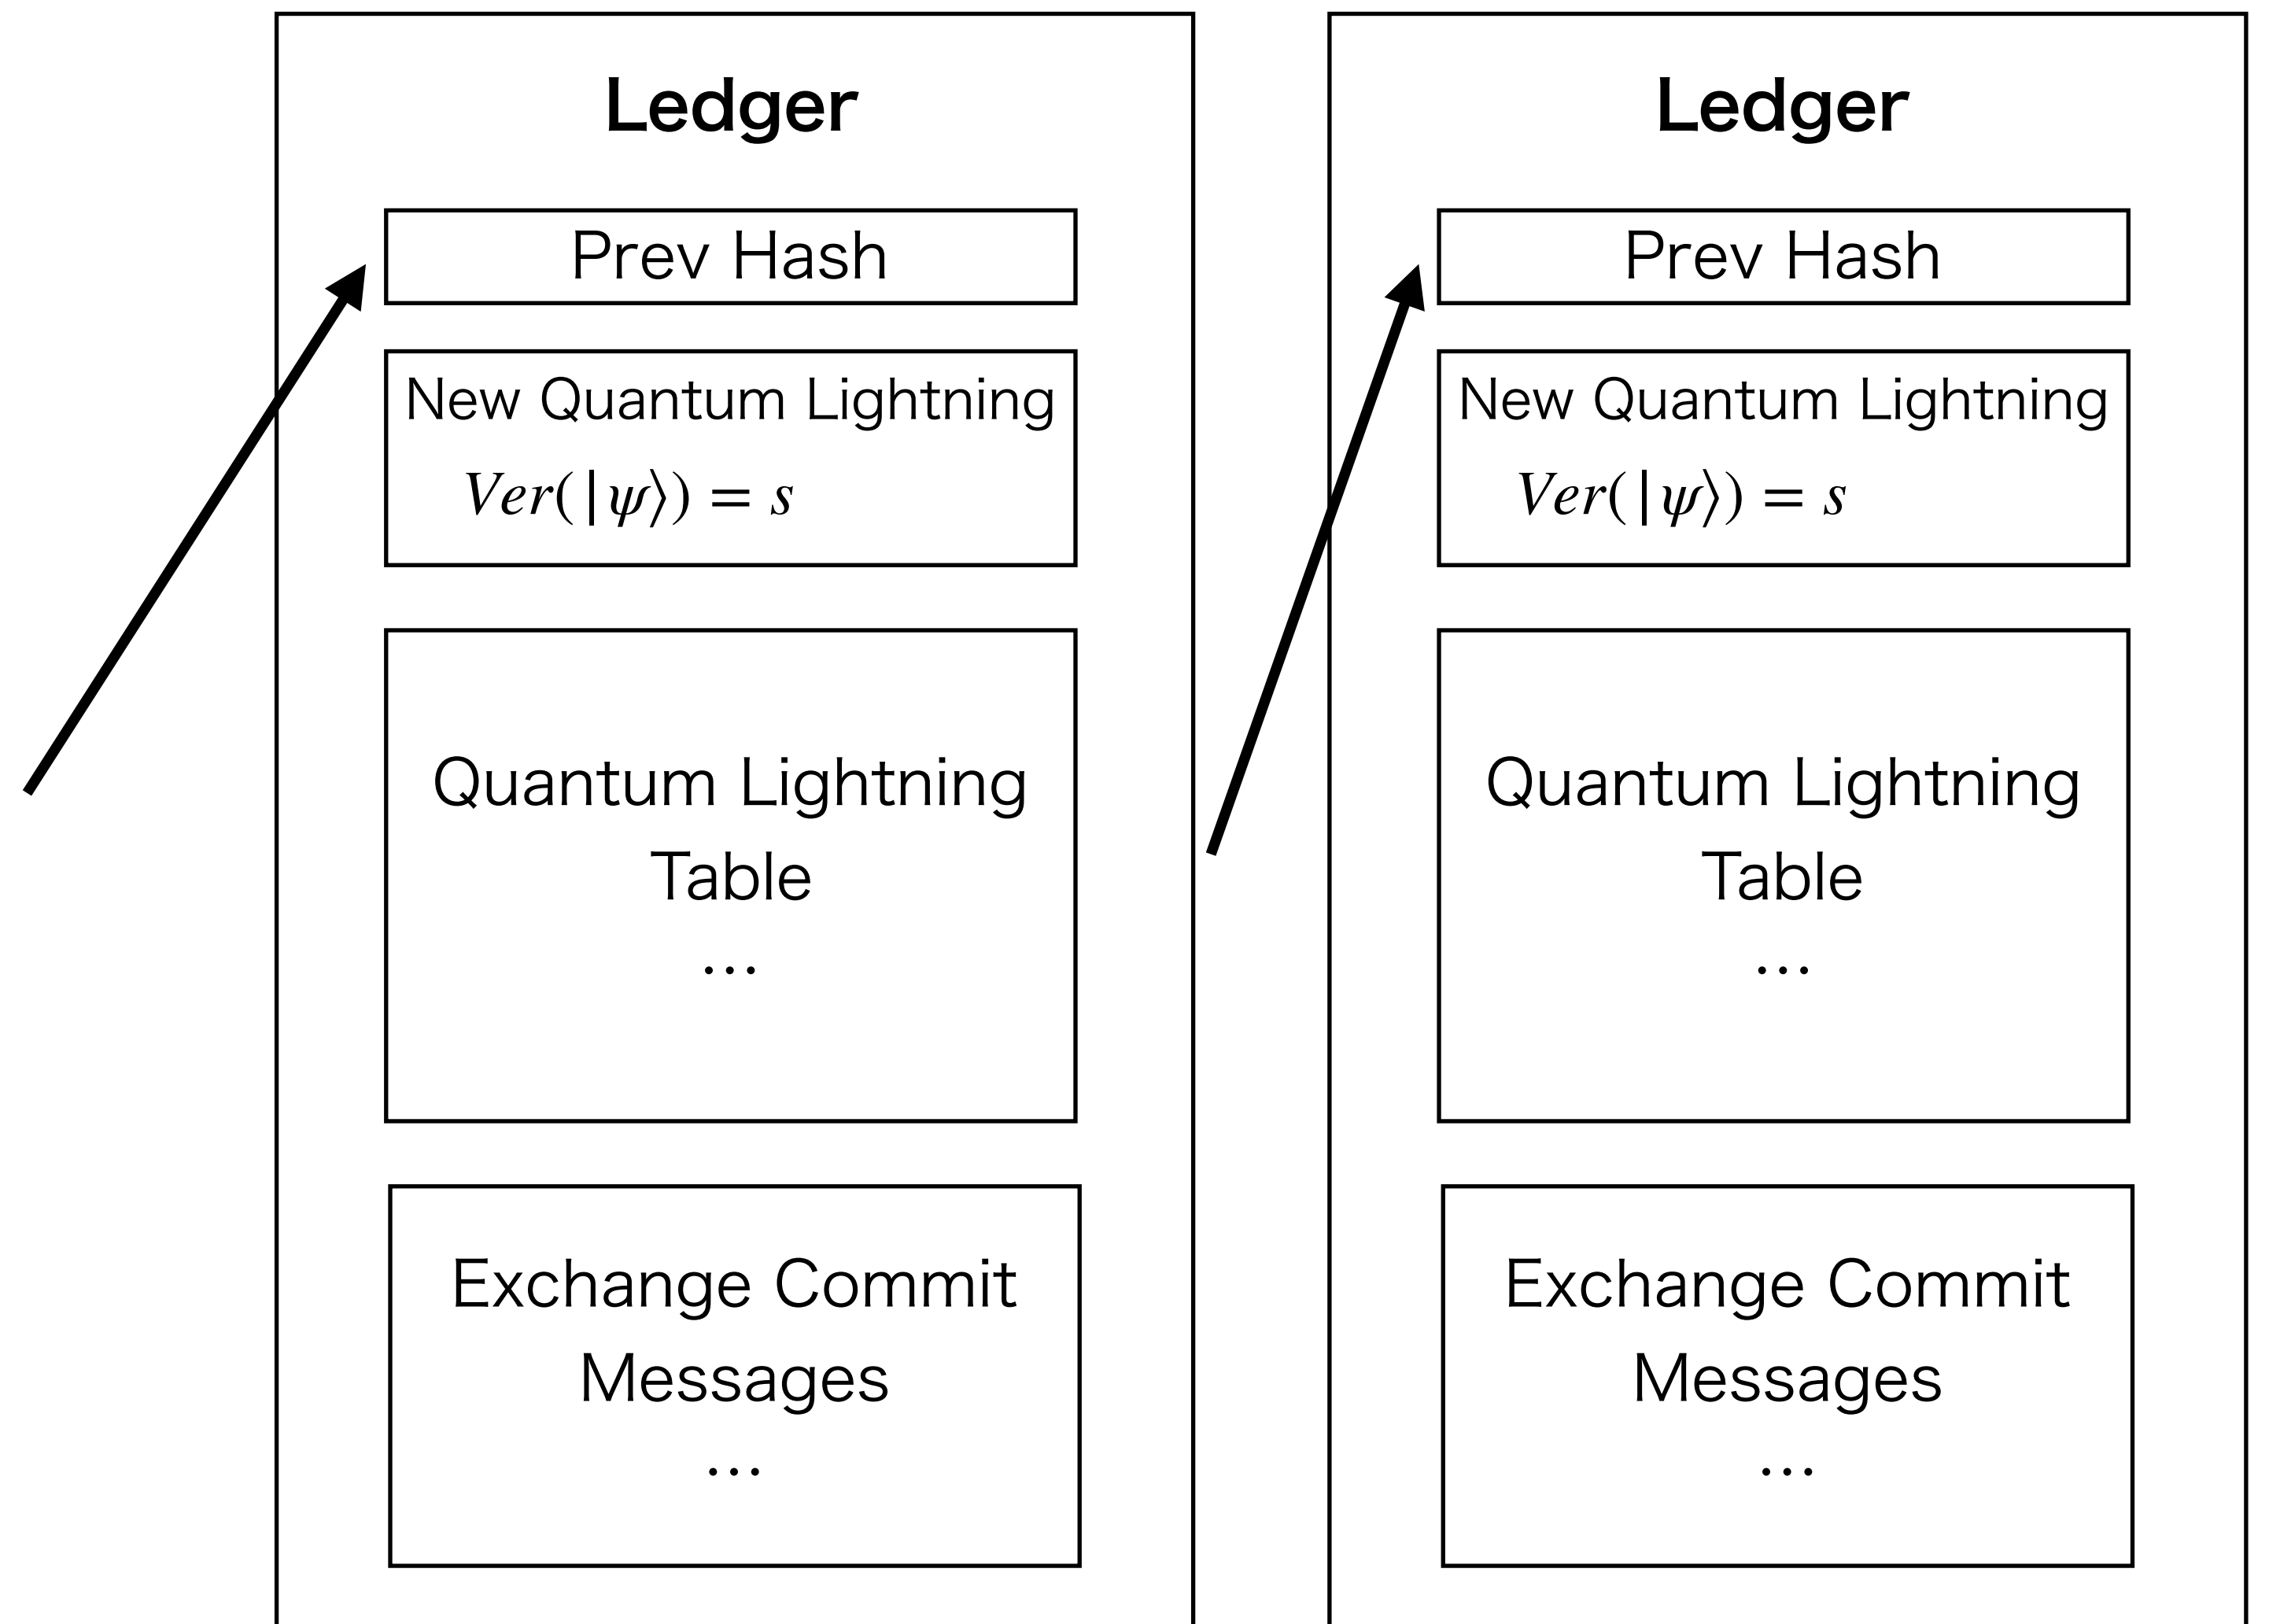 Ledger
Prev Hash
New Quantum Lightning
Ver(|ψ⟩) = s
Quantum Lightning
Table
...
Exchange Commit
Messages
...
Ledger
Prev Hash
New Quantum Lightning
Ver(|ψ⟩) = s
Quantum Lightning
Table
...
Exchange Commit
Messages
...